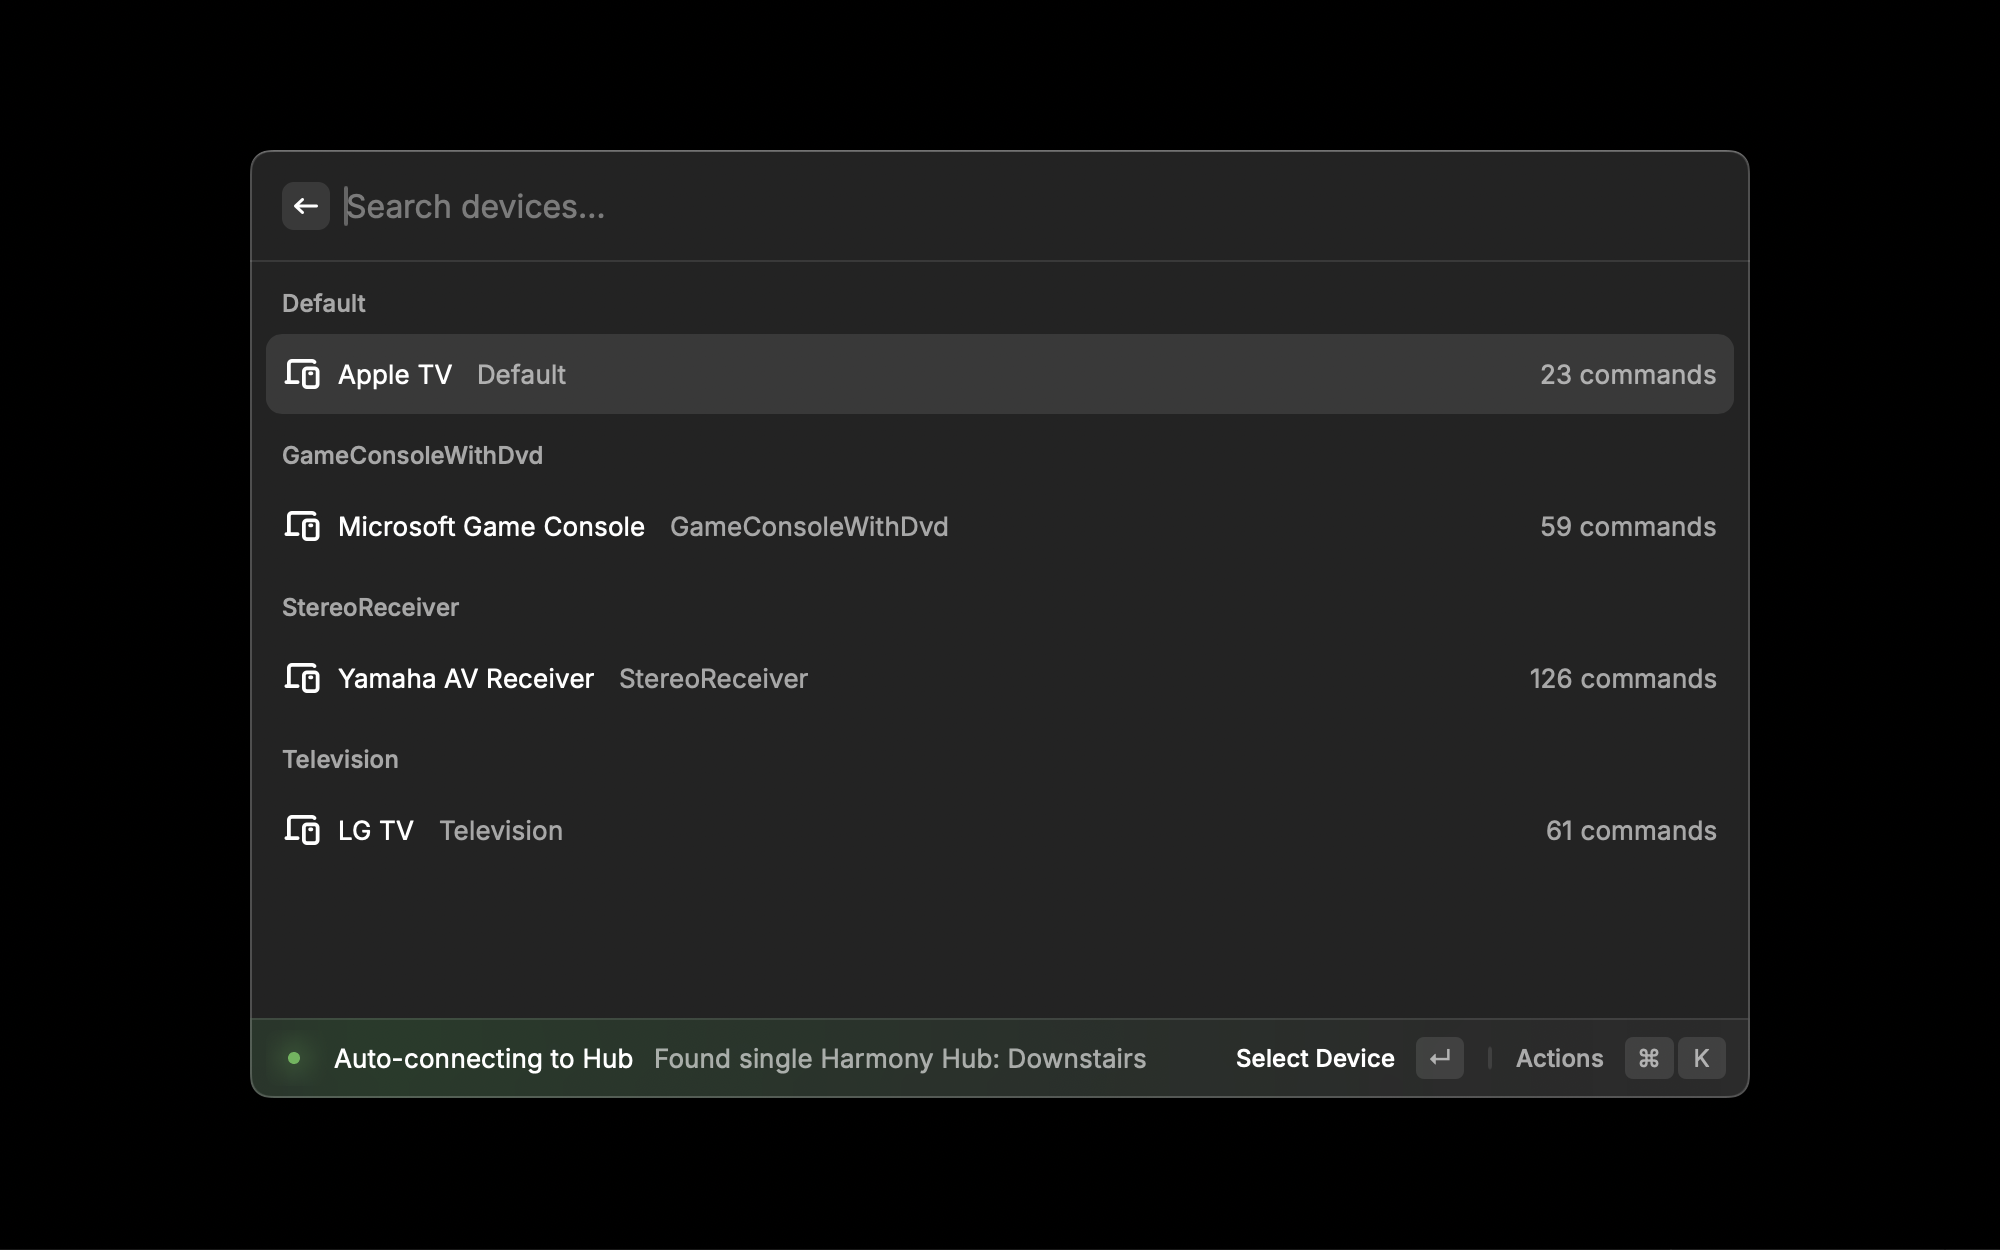 Search devices...
Default
Apple TV Default 23 commands
GameConsoleWithDvd
Microsoft Game Console GameConsoleWithDvd 59 commands
StereoReceiver
Yamaha AV Receiver StereoReceiver 126 commands
Television
LG TV Television 61 commands
Auto-connecting to Hub Found single Harmony Hub: Downstairs Select Device ↵ Actions ⌘ K